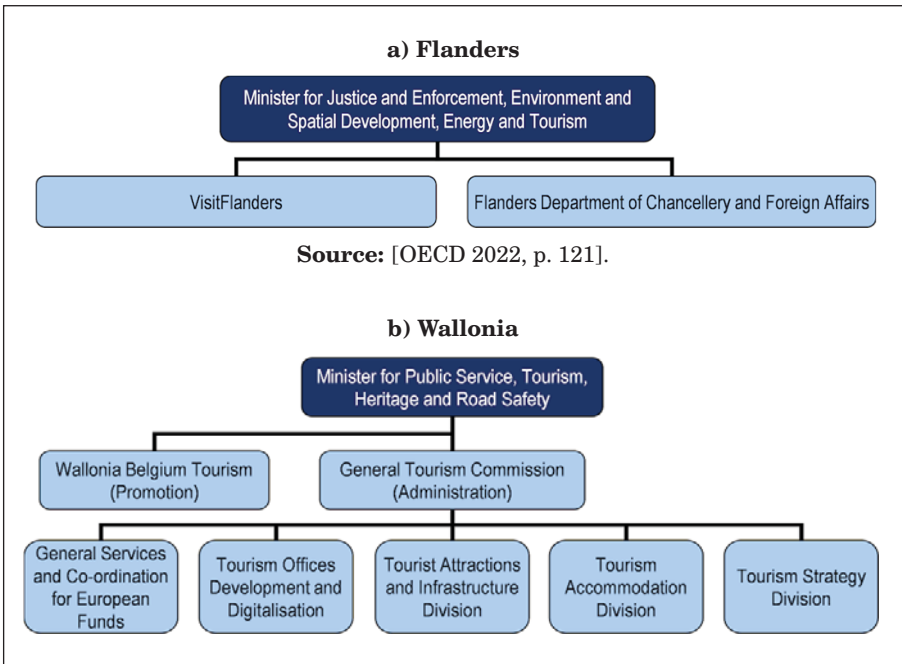 a) Flanders
Minister for Justice and Enforcement, Environment and
Spatial Development, Energy and Tourism
VisitFlanders
Flanders Department of Chancellery and Foreign Affairs
Source: [OECD 2022, p. 121].
b) Wallonia
Minister for Public Service, Tourism,
Heritage and Road Safety
Wallonia Belgium Tourism
(Promotion)
General Tourism Commission
(Administration)
General Services
and Co-ordination
for European
Funds
Tourism Offices
Development and
Digitalisation
Tourist Attractions
and Infrastructure
Division
Tourism
Accommodation
Division
Tourism Strategy
Division